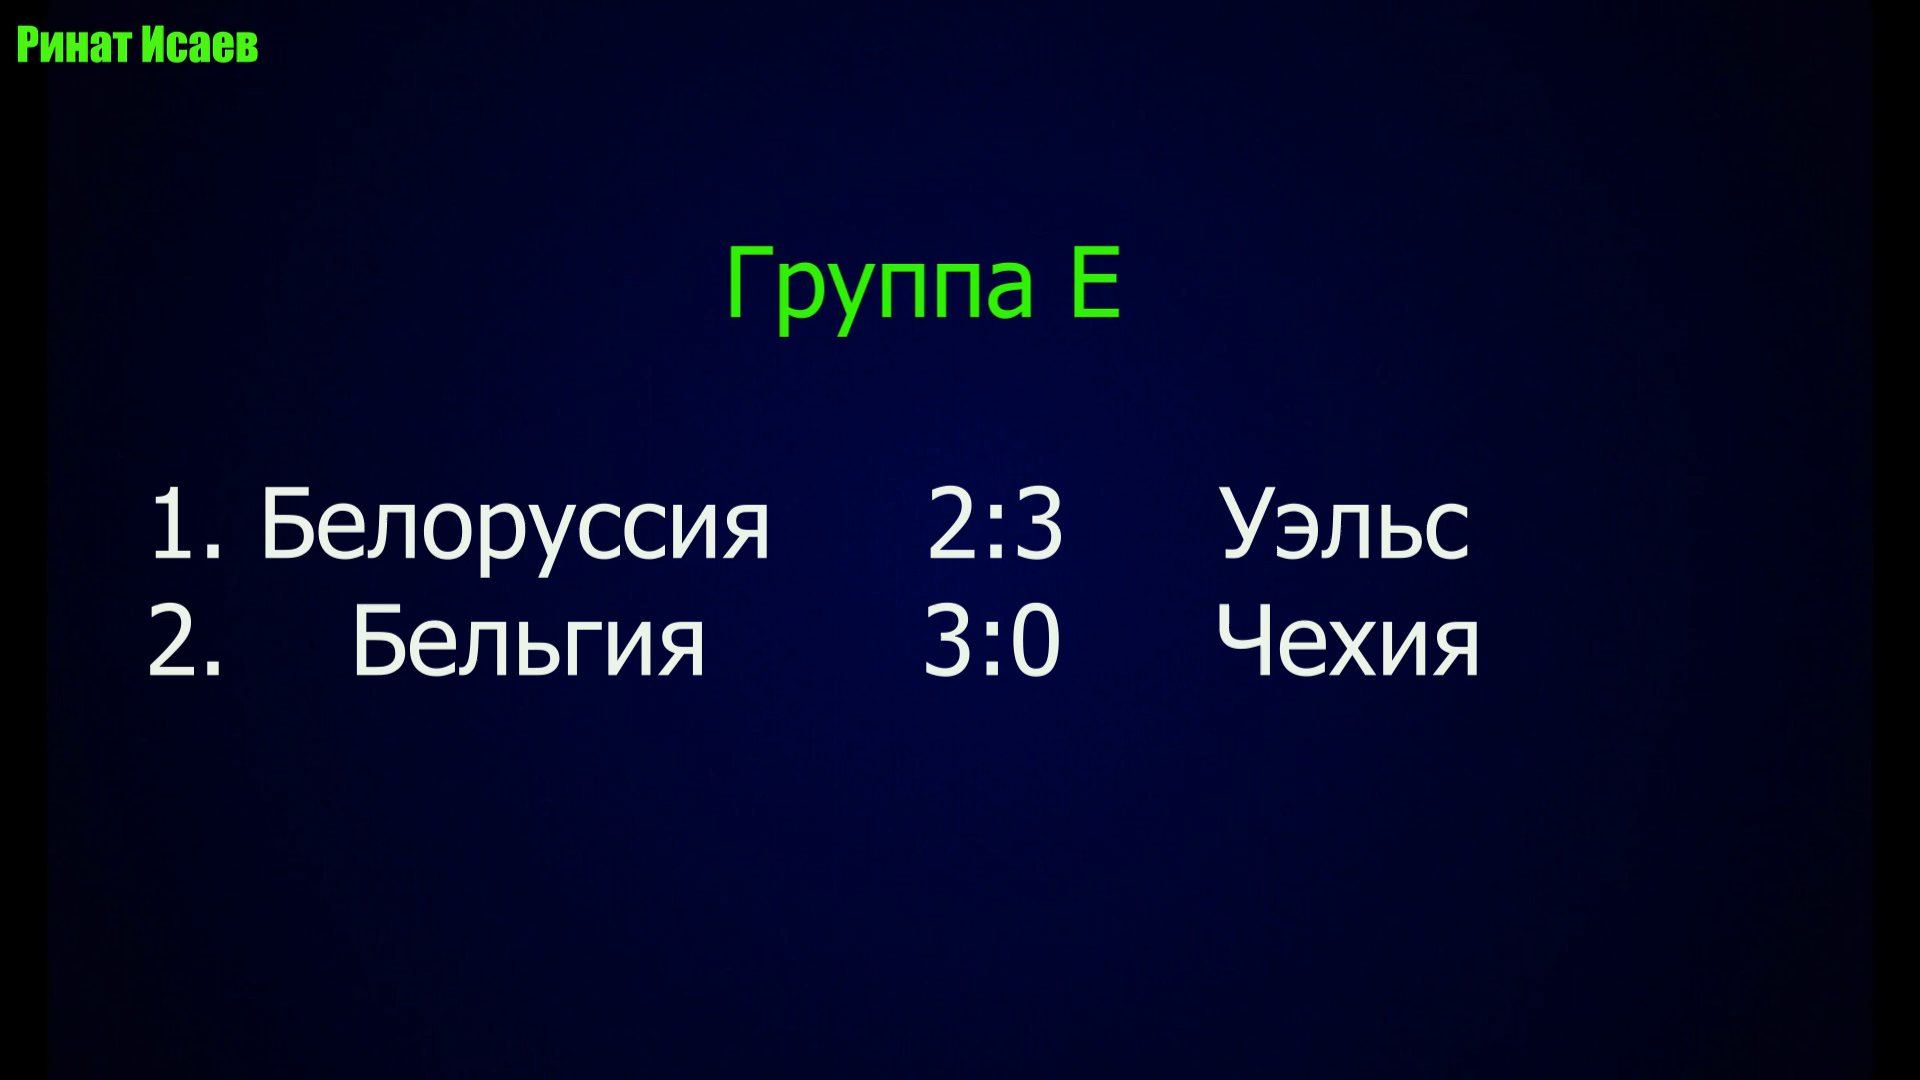 Ринат Исаев
Группа Е
1. Белоруссия 2:3 Уэльс
2. Бельгия 3:0 Чехия